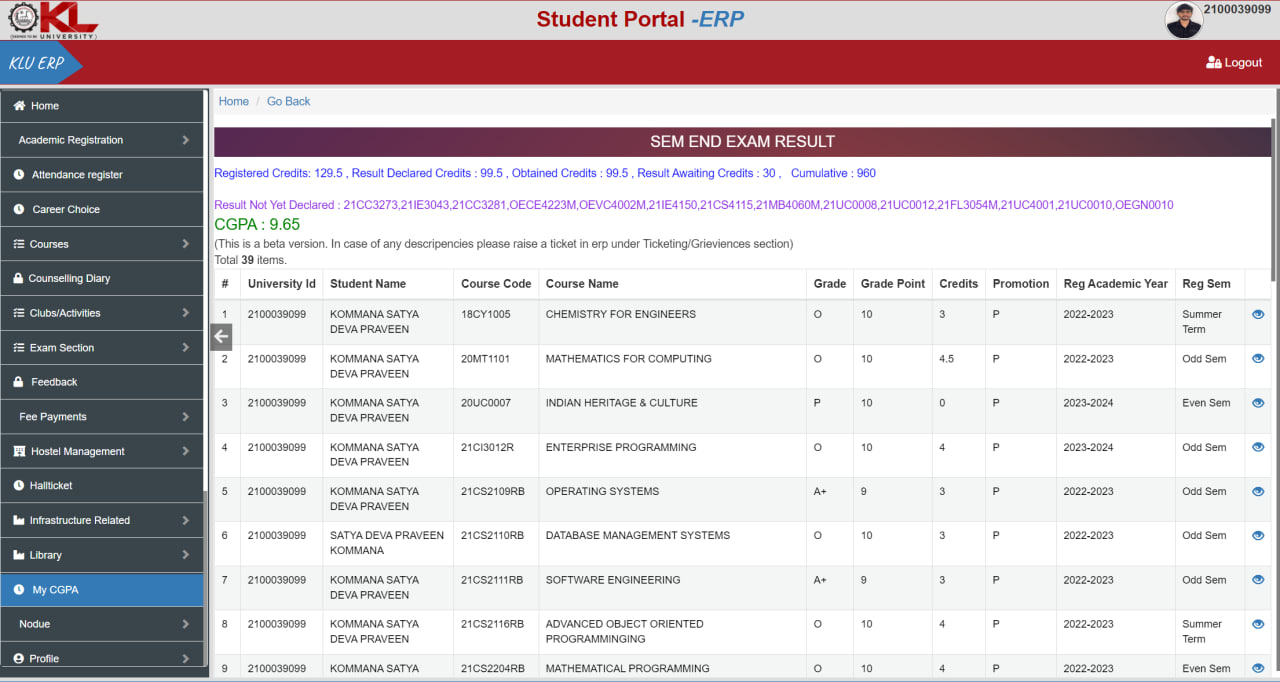 KL
(DEEMED TO BE UNIVERSITY)
Student Portal -ERP
2100039099
KLU ERP
Logout
Home
Academic Registration
Attendance register
Career Choice
Courses
Counselling Diary
Clubs/Activities
Exam Section
Feedback
Fee Payments
Hostel Management
Hallticket
Infrastructure Related
Library
My CGPA
Nodue
Profile
Home / Go Back
SEM END EXAM RESULT
Registered Credits: 129.5 , Result Declared Credits : 99.5 , Obtained Credits : 99.5 , Result Awaiting Credits : 30 , Cumulative : 960
Result Not Yet Declared : 21CC3273,21IE3043,21CC3281,OECE4223M,OEVC4002M,21IE4150,21CS4115,21MB4060M,21UC0008,21UC0012,21FL3054M,21UC4001,21UC0010,OEGN0010
CGPA : 9.65
(This is a beta version. In case of any descripencies please raise a ticket in erp under Ticketing/Grieviences section)
Total 39 items.
# University Id Student Name Course Code Course Name Grade Grade Point Credits Promotion Reg Academic Year Reg Sem
1 2100039099 KOMMANA SATYA 18CY1005 CHEMISTRY FOR ENGINEERS O 10 3 P 2022-2023 Summer
DEVA PRAVEEN Term
2 2100039099 KOMMANA SATYA 20MT1101 MATHEMATICS FOR COMPUTING O 10 4.5 P 2022-2023 Odd Sem
DEVA PRAVEEN
3 2100039099 KOMMANA SATYA 20UC0007 INDIAN HERITAGE & CULTURE P 10 0 P 2023-2024 Even Sem
DEVA PRAVEEN
4 2100039099 KOMMANA SATYA 21CI3012R ENTERPRISE PROGRAMMING O 10 4 P 2023-2024 Odd Sem
DEVA PRAVEEN
5 2100039099 KOMMANA SATYA 21CS2109RB OPERATING SYSTEMS A+ 9 3 P 2022-2023 Odd Sem
DEVA PRAVEEN
6 2100039099 SATYA DEVA PRAVEEN 21CS2110RB DATABASE MANAGEMENT SYSTEMS O 10 3 P 2022-2023 Odd Sem
KOMMANA
7 2100039099 KOMMANA SATYA 21CS2111RB SOFTWARE ENGINEERING A+ 9 3 P 2022-2023 Odd Sem
DEVA PRAVEEN
8 2100039099 KOMMANA SATYA 21CS2116RB ADVANCED OBJECT ORIENTED O 10 4 P 2022-2023 Summer
DEVA PRAVEEN PROGRAMMINGING Term
9 2100039099 KOMMANA SATYA 21CS2204RB MATHEMATICAL PROGRAMMING O 10 4 P 2022-2023 Even Sem